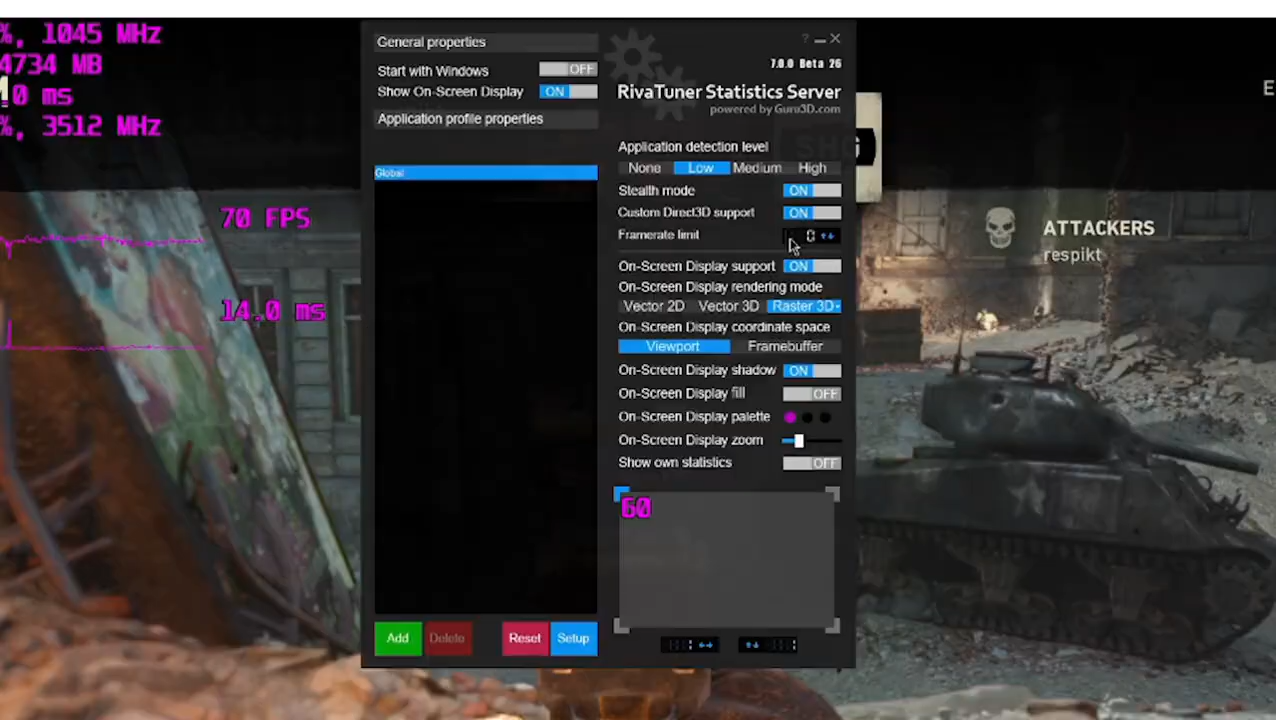 %, 1045 MHz
4734 MB
.0 ms
%, 3512 MHz
70 FPS
14.0 ms
General properties
Start with Windows OFF
Show On-Screen Display ON
Application profile properties
Global
Add Delete Reset Setup
7.0.0 Beta 26
RivaTuner Statistics Server
powered by Guru3D.com
Application detection level
None Low Medium High
Stealth mode ON
Custom Direct3D support ON
Framerate limit 0
On-Screen Display support ON
On-Screen Display rendering mode
Vector 2D Vector 3D Raster 3D
On-Screen Display coordinate space
Viewport Framebuffer
On-Screen Display shadow ON
On-Screen Display fill OFF
On-Screen Display palette
On-Screen Display zoom
Show own statistics OFF
60
E
ATTACKERS
respikt